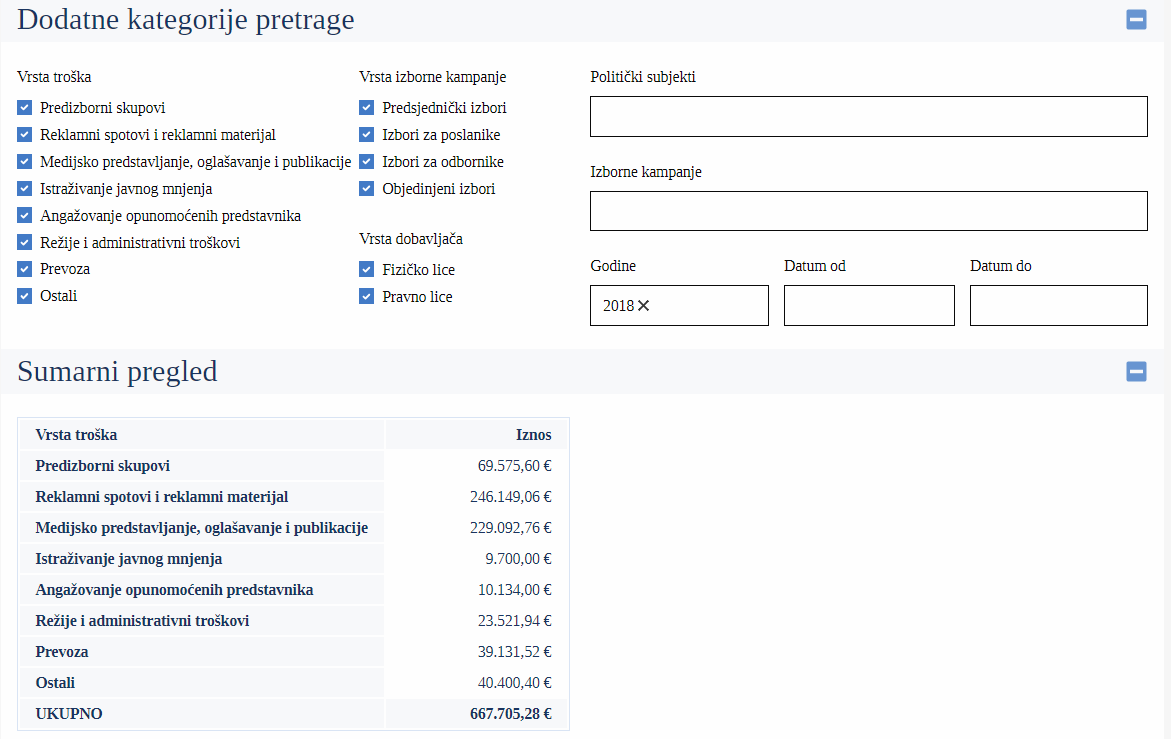 Dodatne kategorije pretrage
Vrsta troška
Predizborni skupovi
Reklamni spotovi i reklamni materijal
Medijsko predstavljanje, oglašavanje i publikacije
Istraživanje javnog mnjenja
Angažovanje opunomoćenih predstavnika
Režije i administrativni troškovi
Prevoza
Ostali
Vrsta izborne kampanje
Predsjednički izbori
Izbori za poslanike
Izbori za odbornike
Objedinjeni izbori
Vrsta dobavljača
Fizičko lice
Pravno lice
Politički subjekti
Izborne kampanje
Godine Datum od Datum do
2018
Sumarni pregled
Vrsta troška Iznos
Predizborni skupovi 69.575,60 €
Reklamni spotovi i reklamni materijal 246.149,06 €
Medijsko predstavljanje, oglašavanje i publikacije 229.092,76 €
Istraživanje javnog mnjenja 9.700,00 €
Angažovanje opunomoćenih predstavnika 10.134,00 €
Režije i administrativni troškovi 23.521,94 €
Prevoza 39.131,52 €
Ostali 40.400,40 €
UKUPNO 667.705,28 €